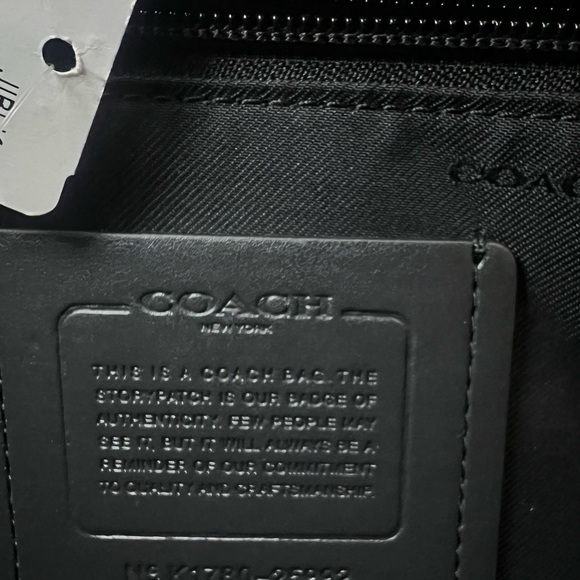 COACH
COACH
NEW YORK
THIS IS A COACH BAG. THE
STORYPATCH IS OUR BADGE OF
AUTHENTICITY. FEW PEOPLE MAY
SEE IT, BUT IT WILL ALWAYS BE A
REMINDER OF OUR COMMITMENT
TO QUALITY AND CRAFTSMANSHIP.